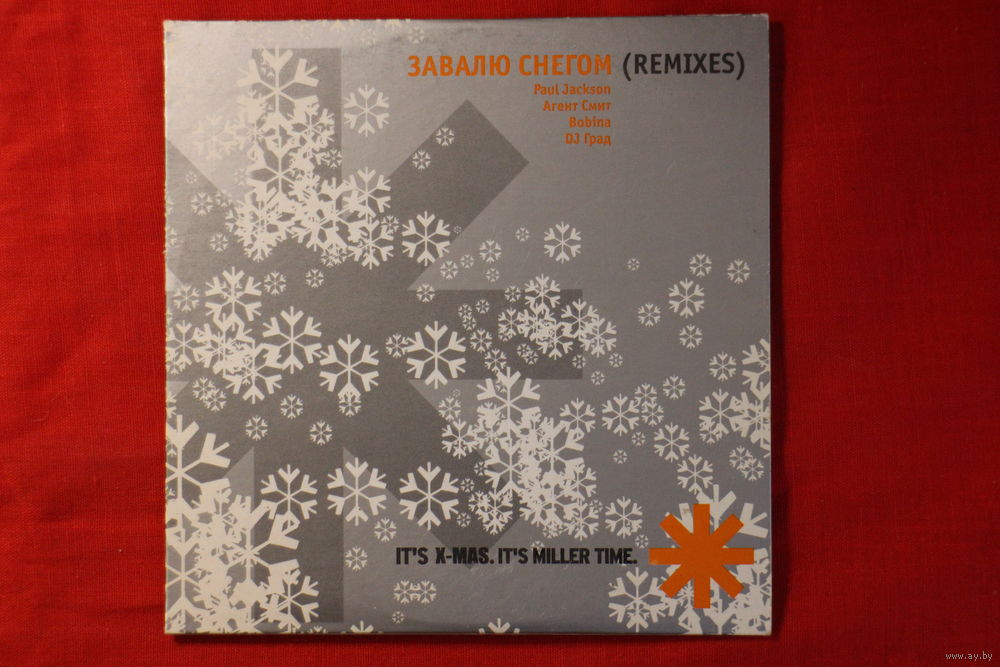 ЗАВАЛЮ СНЕГОМ (REMIXES)
Paul Jackson
Агент Смит
Bobina
DJ Град
IT'S X-MAS. IT'S MILLER TIME.
www.ay.by